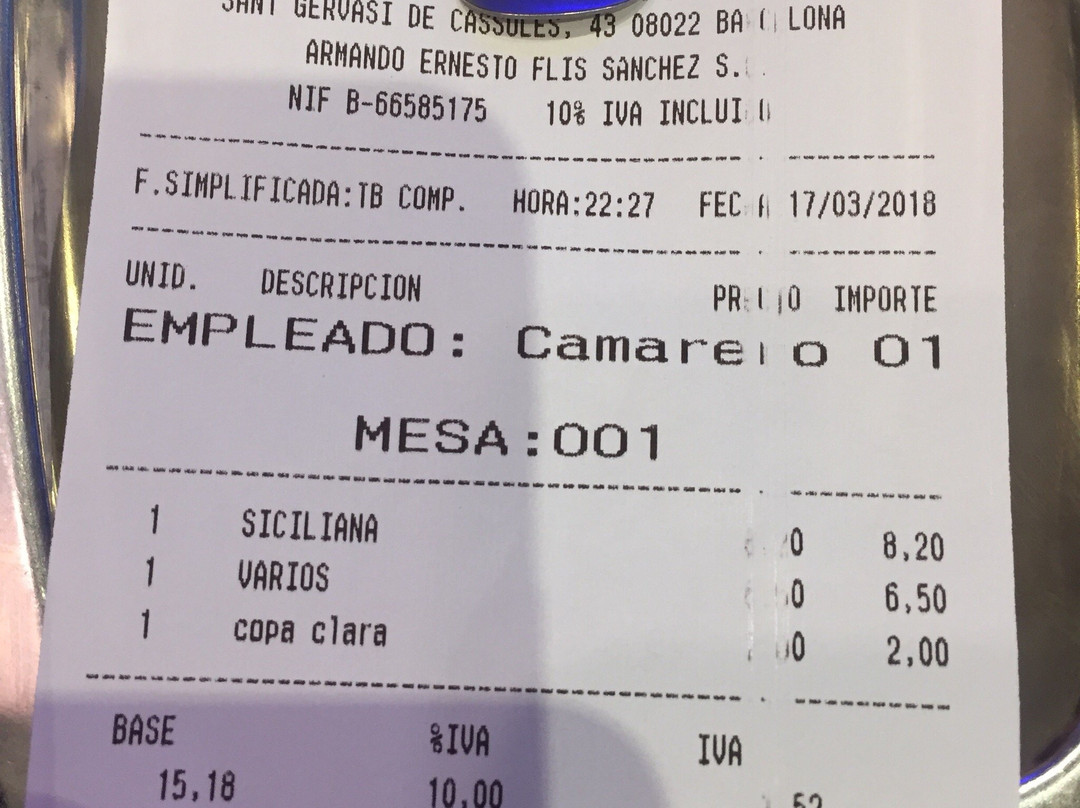 SANT GERVASI DE CASSOLES, 43 08022 BA LONA
ARMANDO ERNESTO FLIS SANCHEZ S.
NIF B-66585175 10% IVA INCLUI
F.SIMPLIFICADA:TB COMP. HORA:22:27 FEC A 17/03/2018
UNID. DESCRIPCION IMPORTE
EMPLEADO: Camarero 01
MESA:001
1 SICILIANA 8,20
1 VARIOS 6,50
1 copa clara 2,00
BASE %IVA IVA
15,18 10,00 52